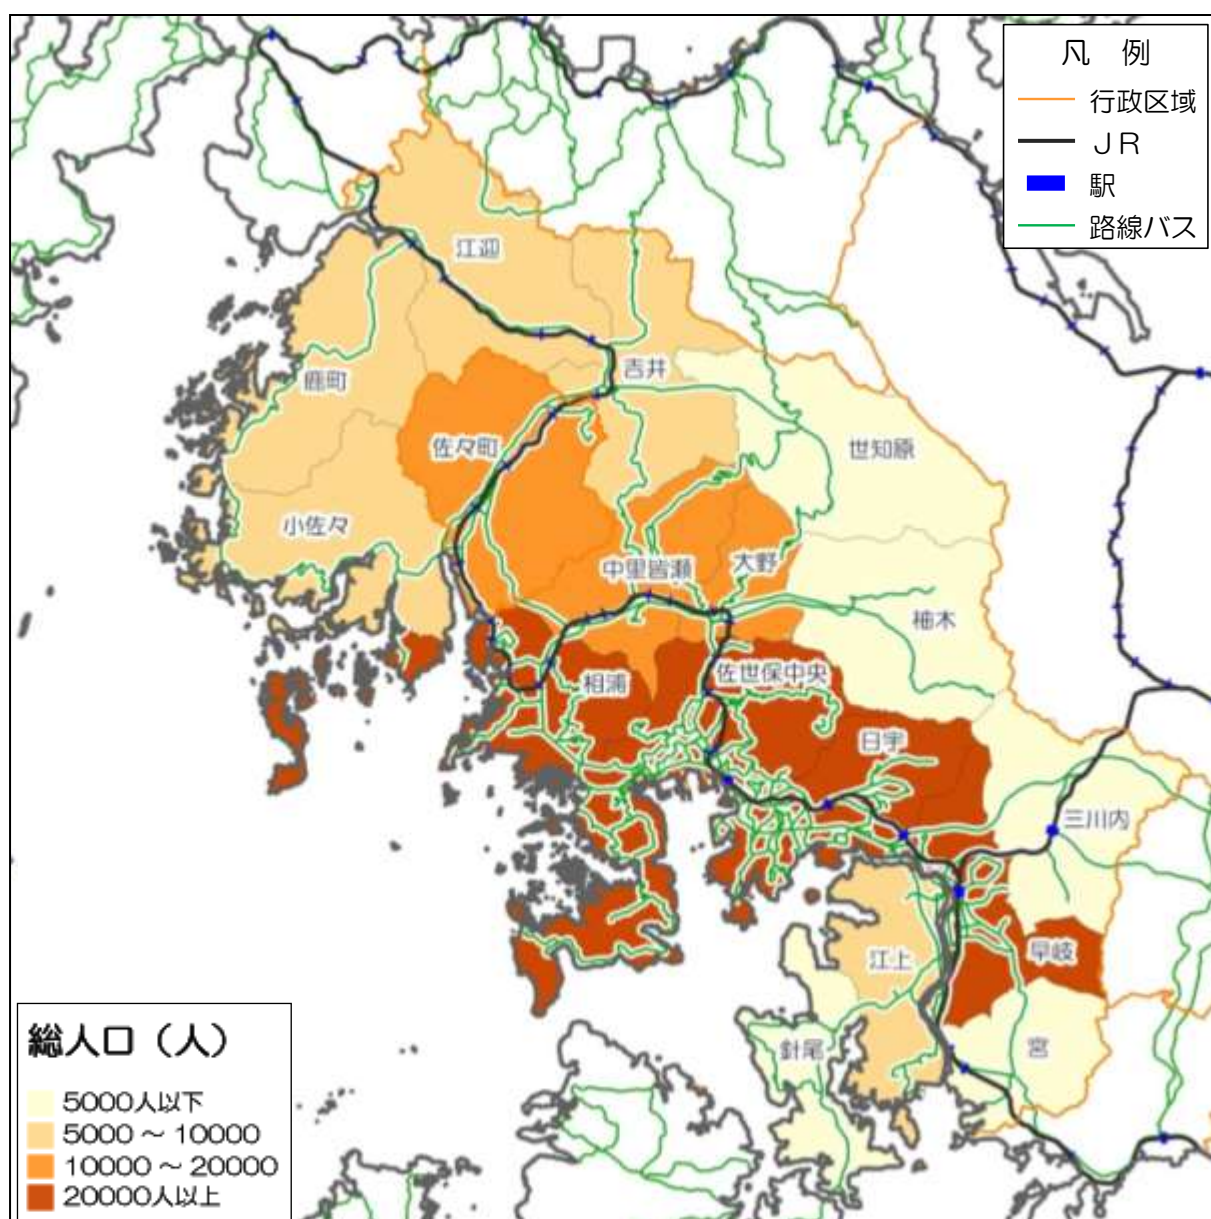 凡 例
行政区域
ＪＲ
駅
路線バス
江迎
吉井
鹿町
佐々町
世知原
小佐々
中里皆瀬
大野
柚木
相浦
佐世保中央
日宇
三川内
江上
早岐
針尾
宮
総人口（人）
5000人以下
5000 ～ 10000
10000 ～ 20000
20000人以上